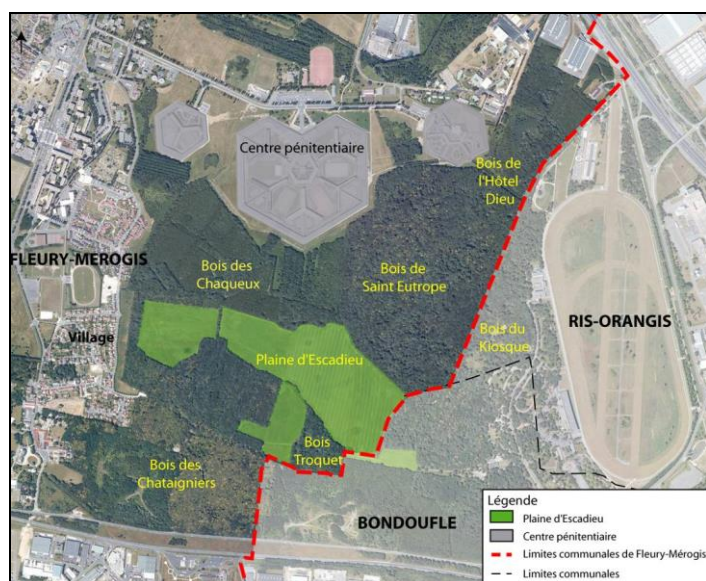 Centre pénitentiaire
Bois de
l'Hôtel
Dieu
FLEURY-MEROGIS
Bois des
Chaqueux
Bois de
Saint Eutrope
Bois du
Kiosque
RIS-ORANGIS
Village
Plaine d'Escadieu
Bois
Troquet
Bois des
Chataigniers
BONDOUFLE
Légende
Plaine d'Escadieu
Centre pénitentiaire
Limites communales de Fleury-Mérogis
Limites communales